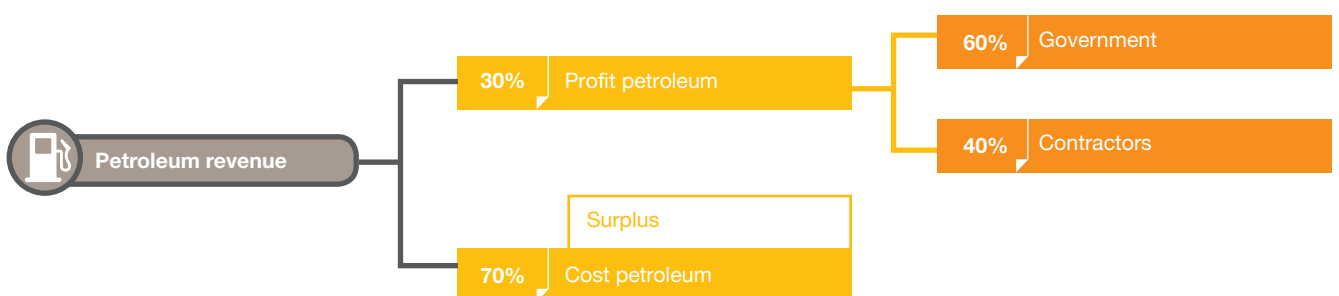 Petroleum revenue
30% Profit petroleum
60% Government
40% Contractors
Surplus
70% Cost petroleum